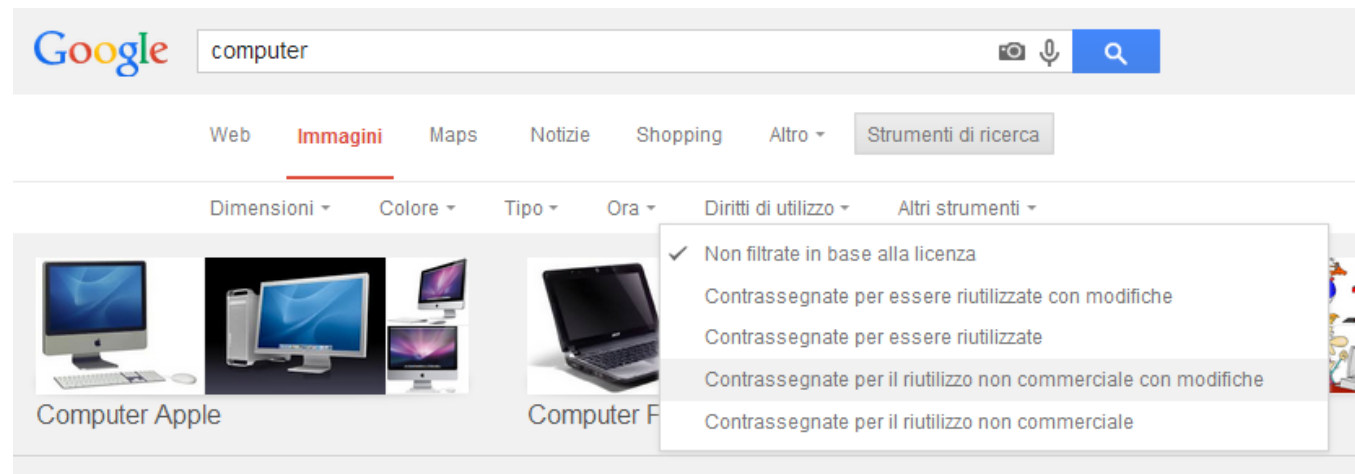 Google computer
Web Immagini Maps Notizie Shopping Altro Strumenti di ricerca
Dimensioni Colore Tipo Ora Diritti di utilizzo Altri strumenti
Non filtrate in base alla licenza
Contrassegnate per essere riutilizzate con modifiche
Contrassegnate per essere riutilizzate
Contrassegnate per il riutilizzo non commerciale con modifiche
Contrassegnate per il riutilizzo non commerciale
Computer Apple
Computer F